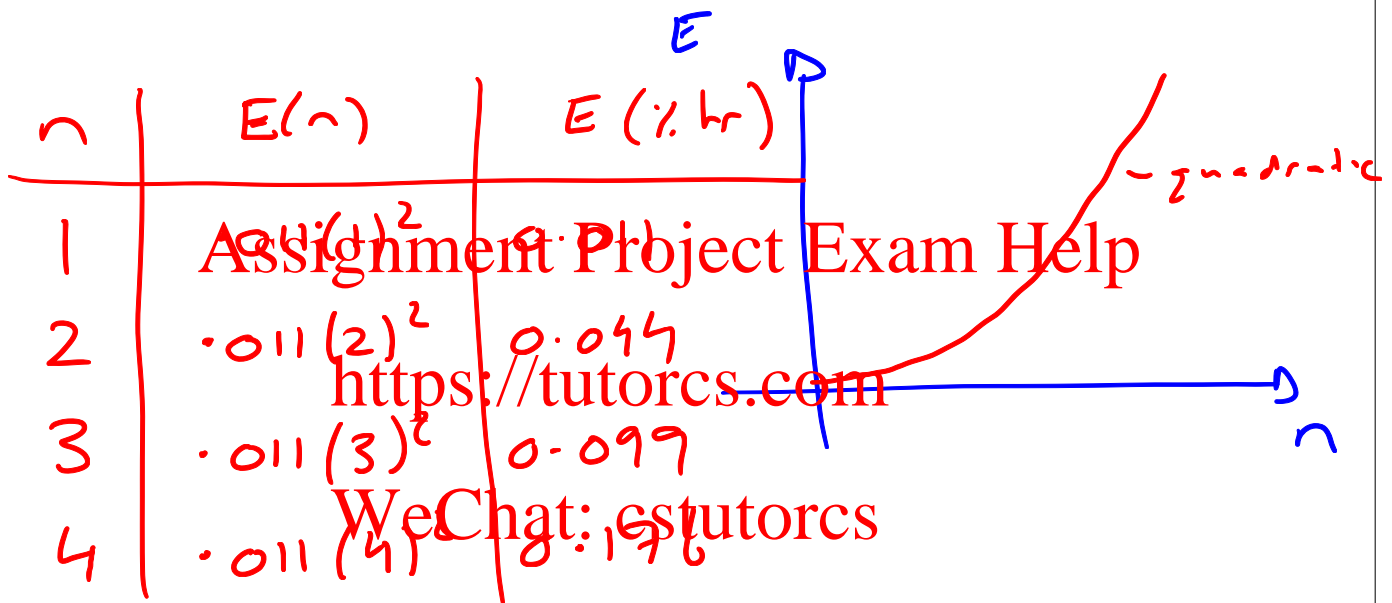 E
n E(n) E (% hr)
quadratic
1 .011(1)² 0.011
Assignment Project Exam Help
2 .011(2)² 0.044
https://tutorcs.com
3 .011(3)² 0.099
n
WeChat: cstutorcs
4 .011(4)² 0.176